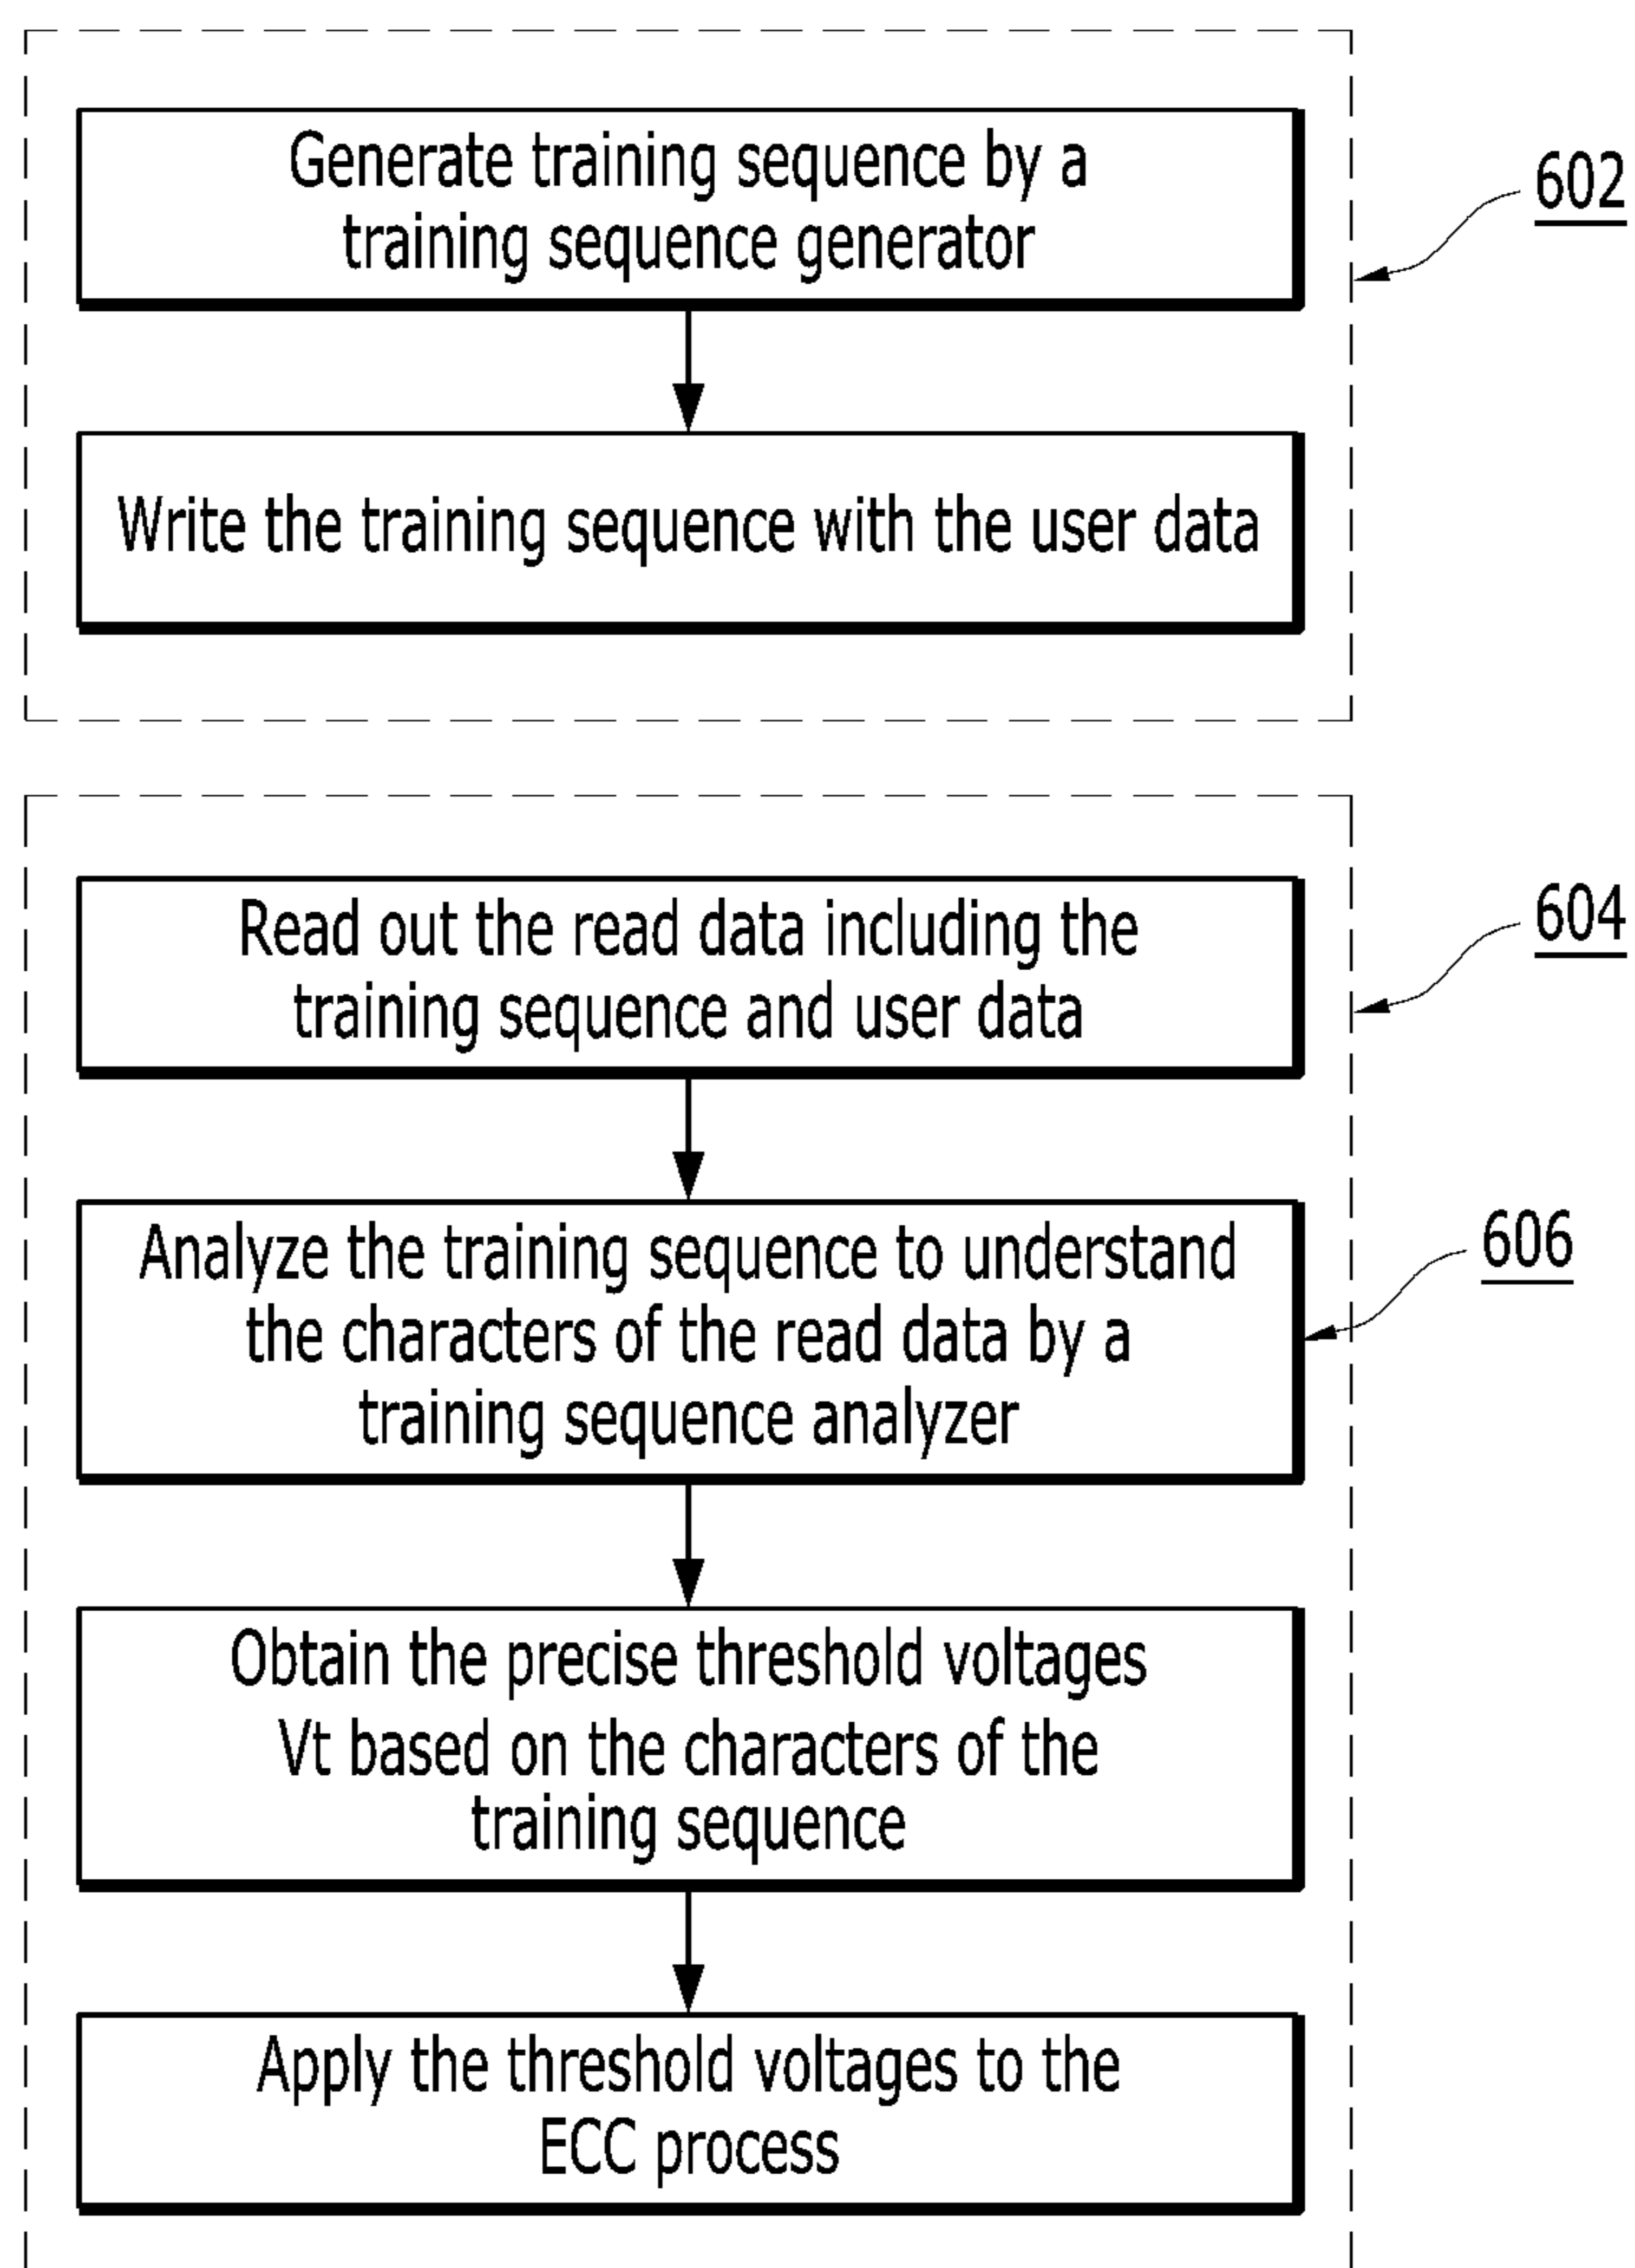 Generate training sequence by a
training sequence generator
602
Write the training sequence with the user data
Read out the read data including the
training sequence and user data
604
Analyze the training sequence to understand
the characters of the read data by a
training sequence analyzer
606
Obtain the precise threshold voltages
Vt based on the characters of the
training sequence
Apply the threshold voltages to the
ECC process